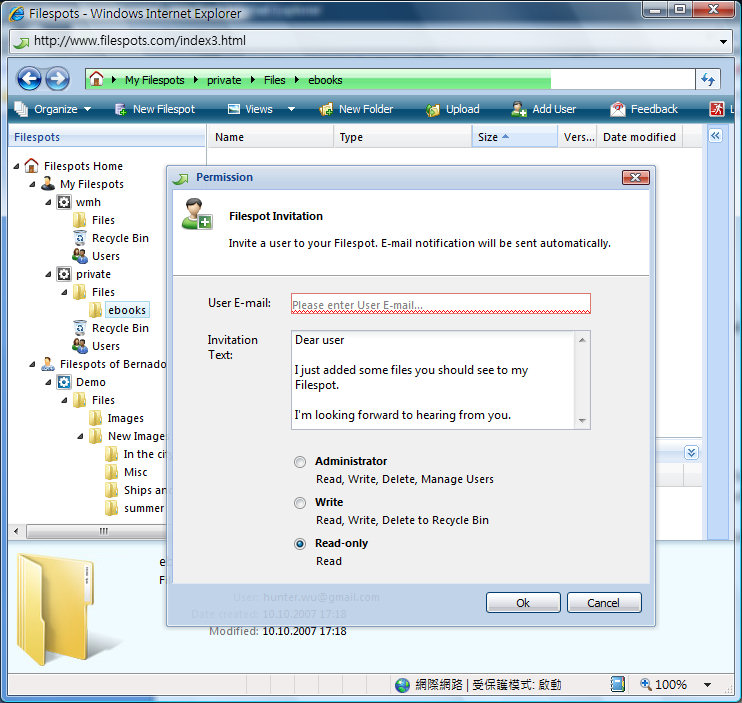 Filespots - Windows Internet Explorer
http://www.filespots.com/index3.html
My Filespots private Files ebooks
Organize New Filespot Views New Folder Upload Add User Feedback
Filespots Name Type Size Vers... Date modified
Filespots Home
My Filespots
wmh
Files
Recycle Bin
Users
private
Files
ebooks
Recycle Bin
Users
Filespots of Bernado
Demo
Files
Images
New Image
In the cit
Misc
Ships an
summer
Permission
Filespot Invitation
Invite a user to your Filespot. E-mail notification will be sent automatically.
User E-mail: Please enter User E-mail...
Invitation
Text:
Dear user
I just added some files you should see to my
Filespot.
I'm looking forward to hearing from you.
Administrator
Read, Write, Delete, Manage Users
Write
Read, Write, Delete to Recycle Bin
Read-only
Read
Ok Cancel
User: hunter.wu@gmail.com
Date created: 10.10.2007 17:18
Modified: 10.10.2007 17:18
網際網路 | 受保護模式: 啟動 100%